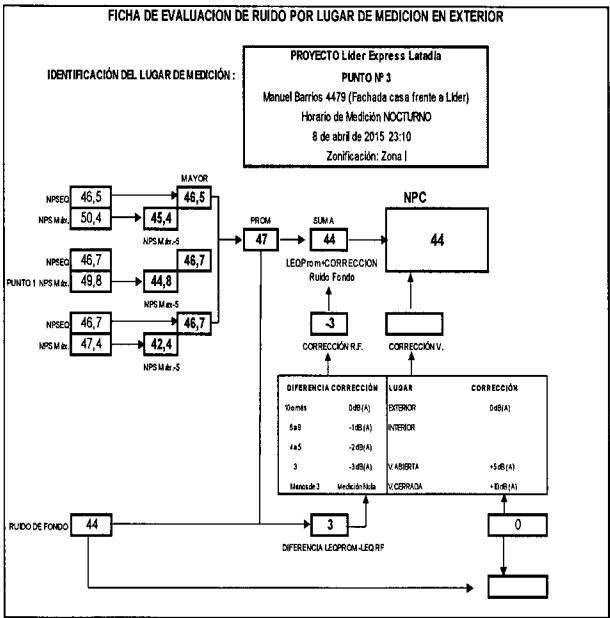 FICHA DE EVALUACION DE RUIDO POR LUGAR DE MEDICION EN EXTERIOR
IDENTIFICACIÓN DEL LUGAR DE MEDICIÓN :
PROYECTO Líder Express Latadía
PUNTO Nº 3
Manuel Barrios 4479 (Fachada casa frente a Lider)
Horario de Medición NOCTURNO
8 de abril de 2015 23:10
Zonificación: Zona I
MAYOR
NPSEQ 46,5 46,5
NPS Máx. 50,4 45,4
NPS Máx.-5
NPSEQ 46,7 46,7
PUNTO 1 NPS Máx. 49,8 44,8
NPS Máx-5
NPSEQ 46,7 46,7
NPS Máx. 47,4 42,4
NPS Máx.-5
PROM SUMA NPC
47 44 44
LEQProm+CORRECCION
Ruido Fondo
-3
CORRECCIÓN R.F. CORRECCIÓN V.
DIFERENCIA CORRECCIÓN LUGAR CORRECCIÓN
10 o más 0dB(A) EXTERIOR 0dB(A)
6 a 9 -1dB(A) INTERIOR
4 a 5 -2dB(A)
3 -3dB(A) V. ABIERTA +5dB(A)
Menos de 3 Medición Nula V. CERRADA +10dB(A)
RUIDO DE FONDO 44 3 0
DIFERENCIA LEQPROM-LEQ RF